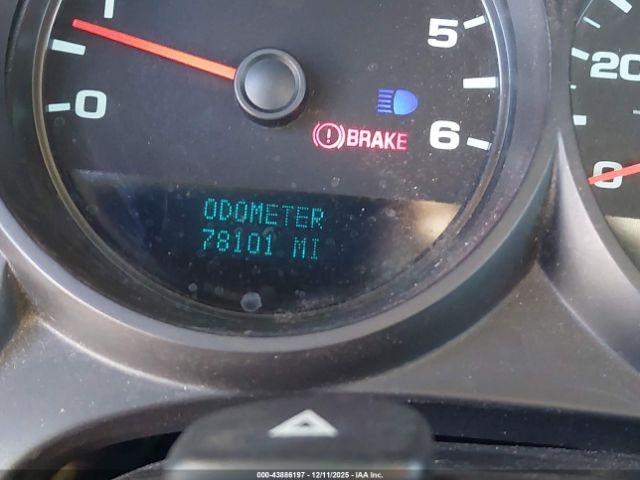 1
5
20
0
BRAKE
6
0
ODOMETER
78101 MI
000-43886197 - 12/11/2025 - IAA Inc.